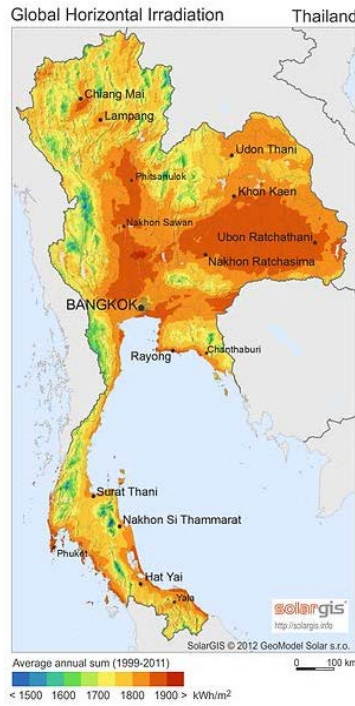 Global Horizontal Irradiation
Thailand
Chiang Mai
Lampang
Udon Thani
Phitsanulok
Khon Kaen
Nakhon Sawan
Ubon Ratchathani
Nakhon Ratchasima
BANGKOK
Rayong
Chanthaburi
Surat Thani
Nakhon Si Thammarat
Phuket
Hat Yai
Yala
solargis
http://solargis.info
SolarGIS © 2012 GeoModel Solar s.r.o.
Average annual sum (1999-2011)
0 100 km
< 1500 1600 1700 1800 1900 > kWh/m²